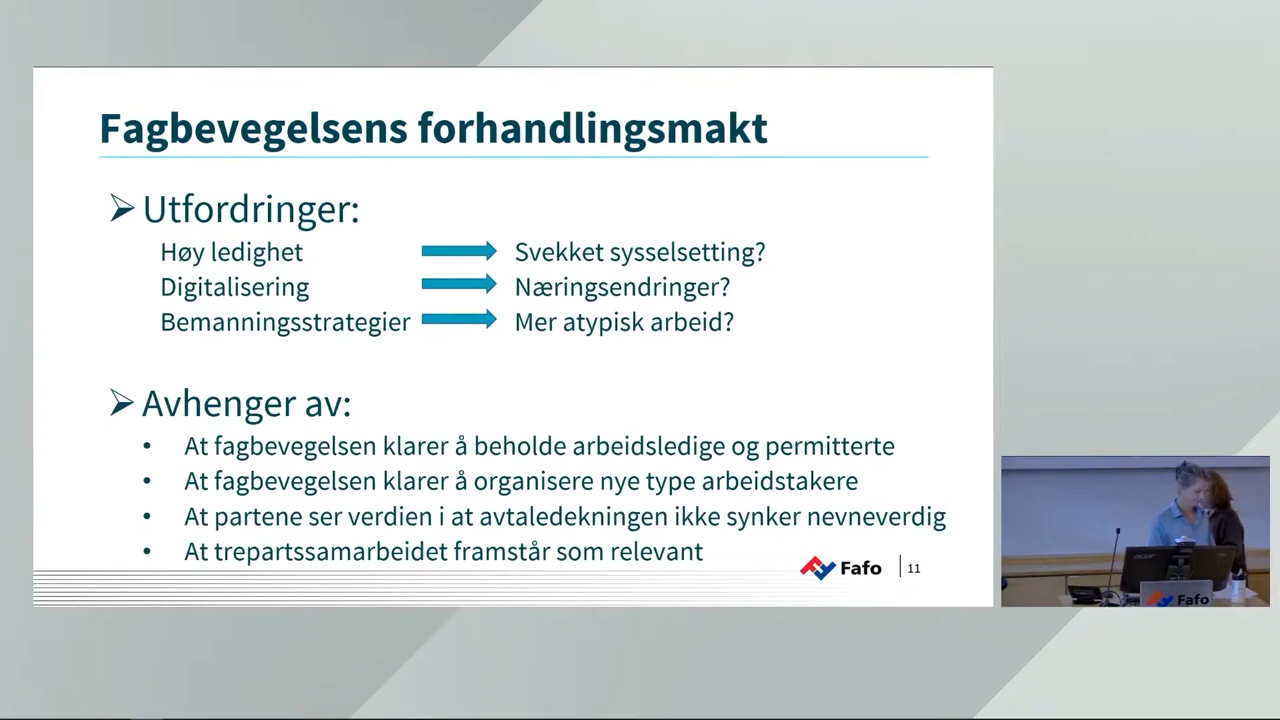 Fagbevegelsens forhandlingsmakt
➢ Utfordringer:
Høy ledighet → Svekket sysselsetting?
Digitalisering → Næringsendringer?
Bemanningsstrategier → Mer atypisk arbeid?
➢ Avhenger av:
• At fagbevegelsen klarer å beholde arbeidsledige og permitterte
• At fagbevegelsen klarer å organisere nye type arbeidstakere
• At partene ser verdien i at avtaledekningen ikke synker nevneverdig
• At trepartssamarbeidet framstår som relevant
Fafo | 11
acer
Fafo